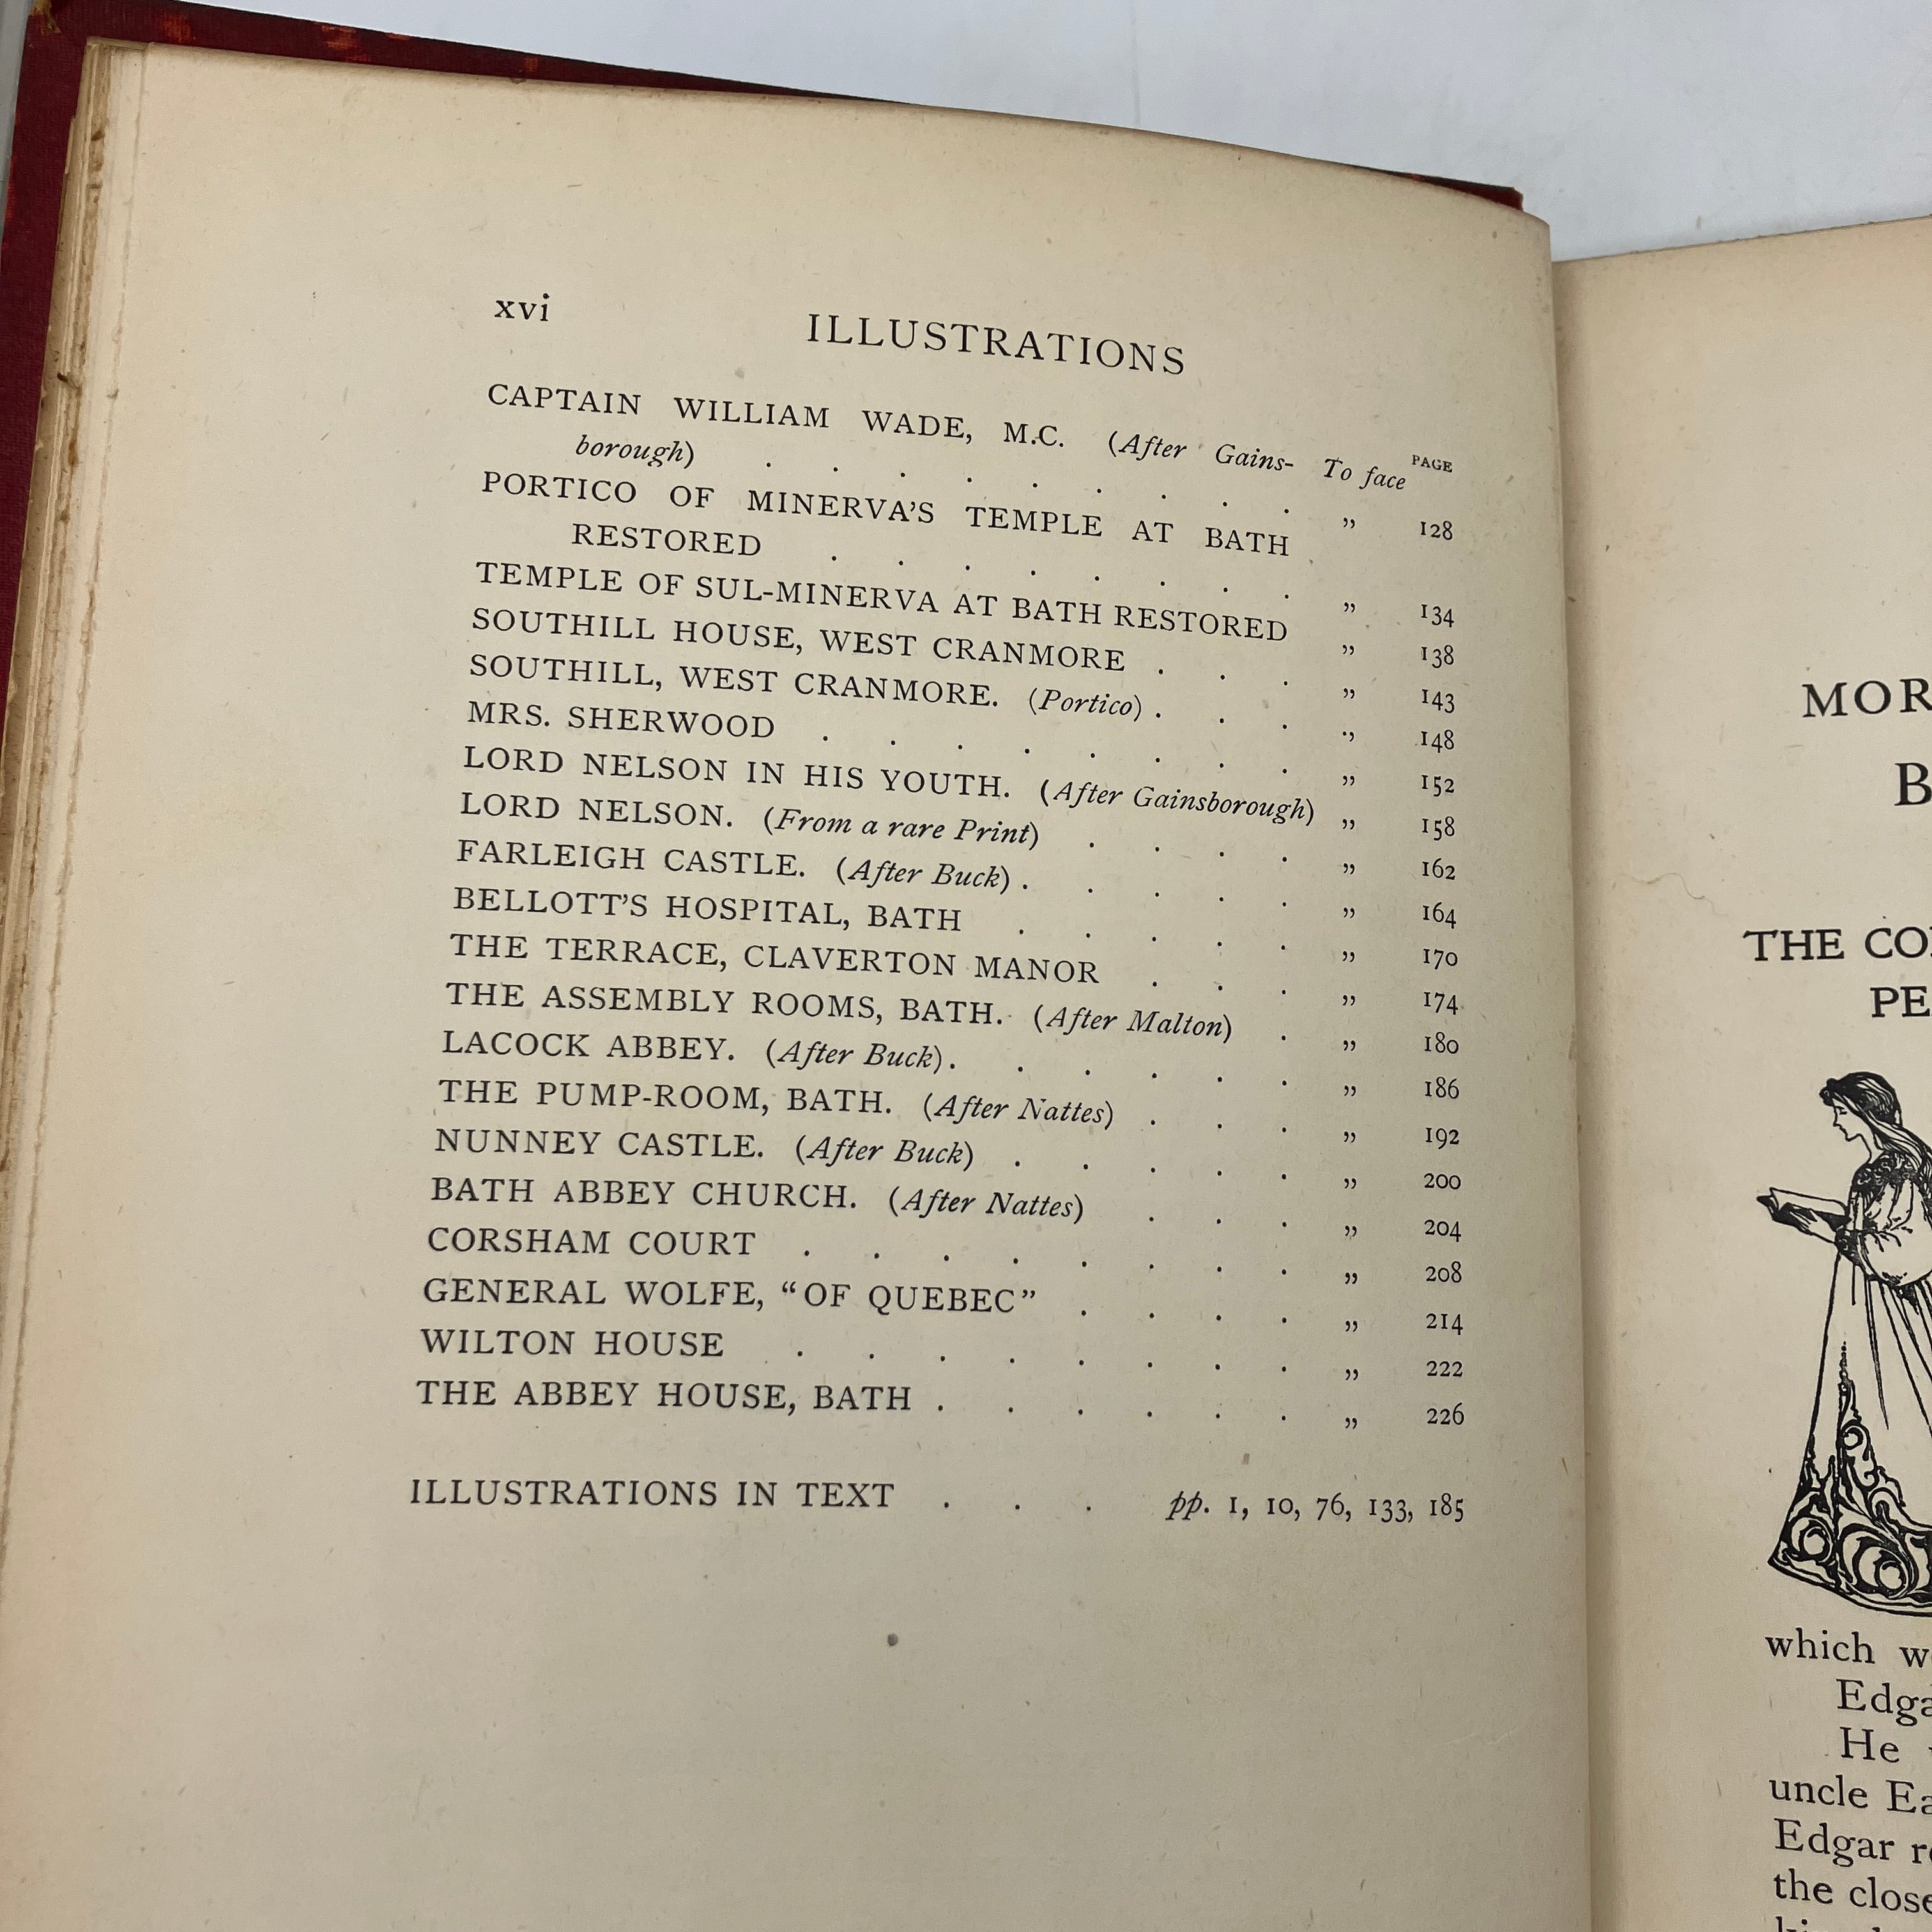 xvi
ILLUSTRATIONS
PAGE
CAPTAIN WILLIAM WADE, M.C. (After Gains- To face
borough) . . . . . . . . . ,, 128
PORTICO OF MINERVA'S TEMPLE AT BATH
RESTORED . . . . . . . . ,, 134
TEMPLE OF SUL-MINERVA AT BATH RESTORED ,, 138
SOUTHILL HOUSE, WEST CRANMORE . . . ,, 143
SOUTHILL, WEST CRANMORE. (Portico) . . . ,, 148
MRS. SHERWOOD . . . . . . . . ,, 152
LORD NELSON IN HIS YOUTH. (After Gainsborough) ,, 158
LORD NELSON. (From a rare Print) . . . . ,, 162
FARLEIGH CASTLE. (After Buck) . . . . . ,, 164
BELLOTT'S HOSPITAL, BATH . . . . . ,, 170
THE TERRACE, CLAVERTON MANOR . . . ,, 174
THE ASSEMBLY ROOMS, BATH. (After Malton) . ,, 180
LACOCK ABBEY. (After Buck) . . . . . . ,, 186
THE PUMP-ROOM, BATH. (After Nattes) . . . ,, 192
NUNNEY CASTLE. (After Buck) . . . . . ,, 200
BATH ABBEY CHURCH. (After Nattes) . . . ,, 204
CORSHAM COURT . . . . . . . . ,, 208
GENERAL WOLFE, "OF QUEBEC" . . . . ,, 214
WILTON HOUSE . . . . . . . . ,, 222
THE ABBEY HOUSE, BATH . . . . . . ,, 226
ILLUSTRATIONS IN TEXT . . . pp. 1, 10, 76, 133, 185
MOR
B
THE CO
PE
which
Edga
He
uncle Ea
Edgar
the close